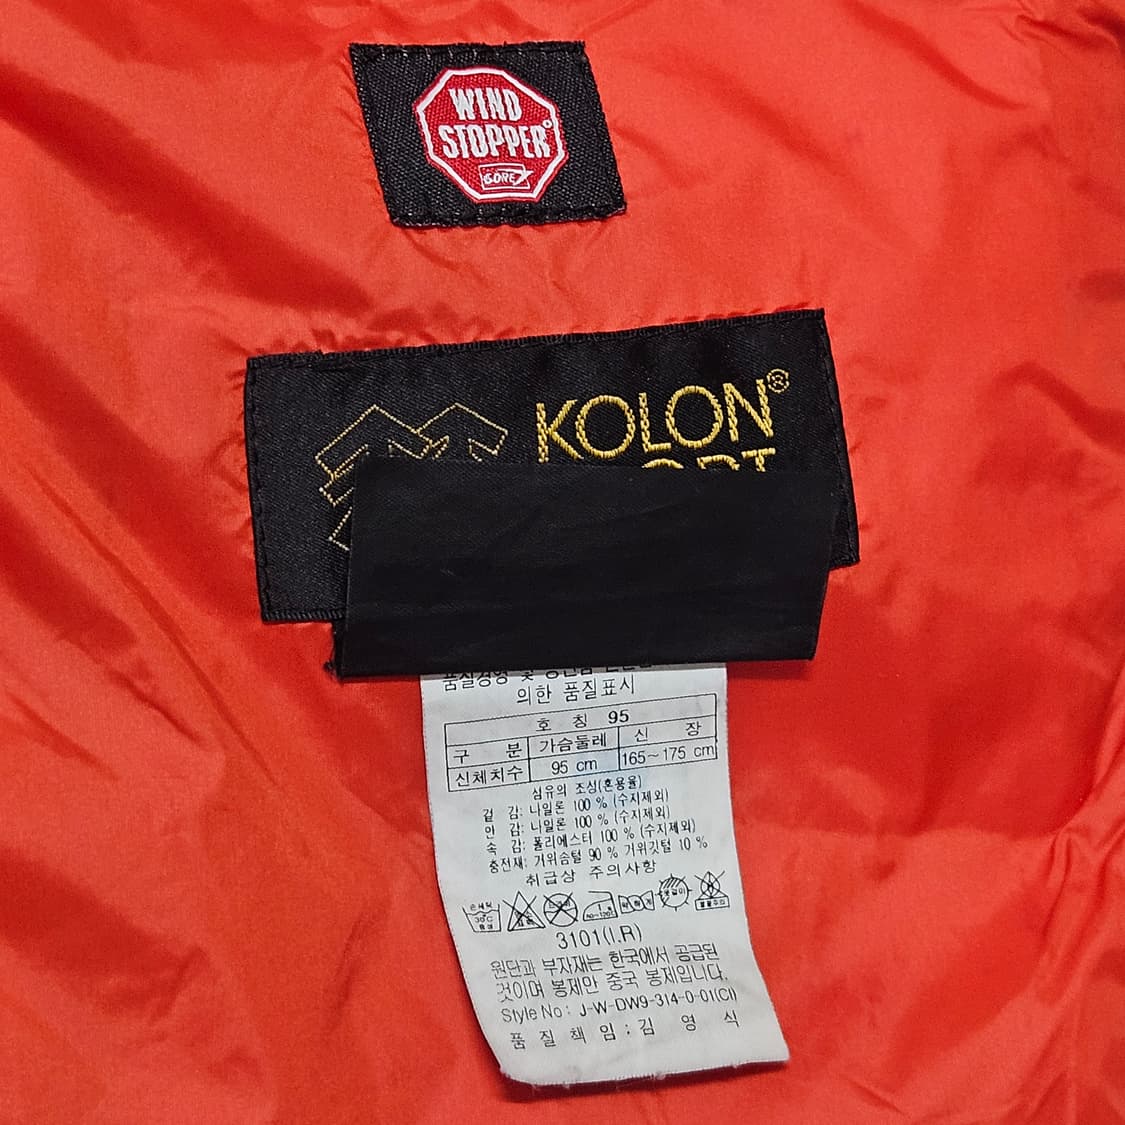 WIND
STOPPER®
GORE
KOLON®
의한 품질표시
호 칭 95
구 분 가슴둘레 신 장
신체치수 95 cm 165~175 cm
섬유의 조성(혼용율)
겉 감: 나일론 100 % (수지제외)
안 감: 나일론 100 % (수지제외)
속 감: 폴리에스터 100 % (수지제외)
충전재: 거위솜털 90 % 거위깃털 10 %
취급상 주의사항
손세탁
30°C
3101(I.R)
원단과 부자재는 한국에서 공급된
것이며 봉제만 중국 봉제입니다.
Style No : J-W-DW9-314-0-01(CI)
품 질 책 임 : 김 영 식